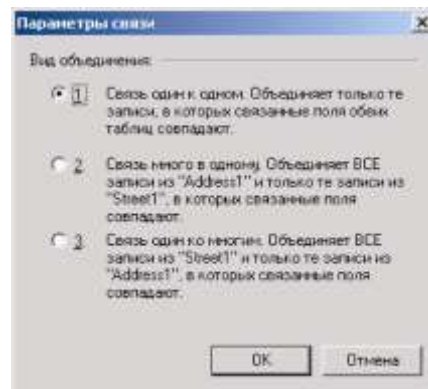 Параметры связи
Вид объединения:
1 Связь один к одном. Объединяет только те
записи, в которых связанные поля обеих
таблиц совпадают.
2 Связь много в одному. Объединяет ВСЕ
записи из "Address1" и только те записи из
"Street1", в которых связанные поля
совпадают.
3 Связь один ко многим. Объединяет ВСЕ
записи из "Street1" и только те записи из
"Address1", в которых связанные поля
совпадают.
OK Отмена